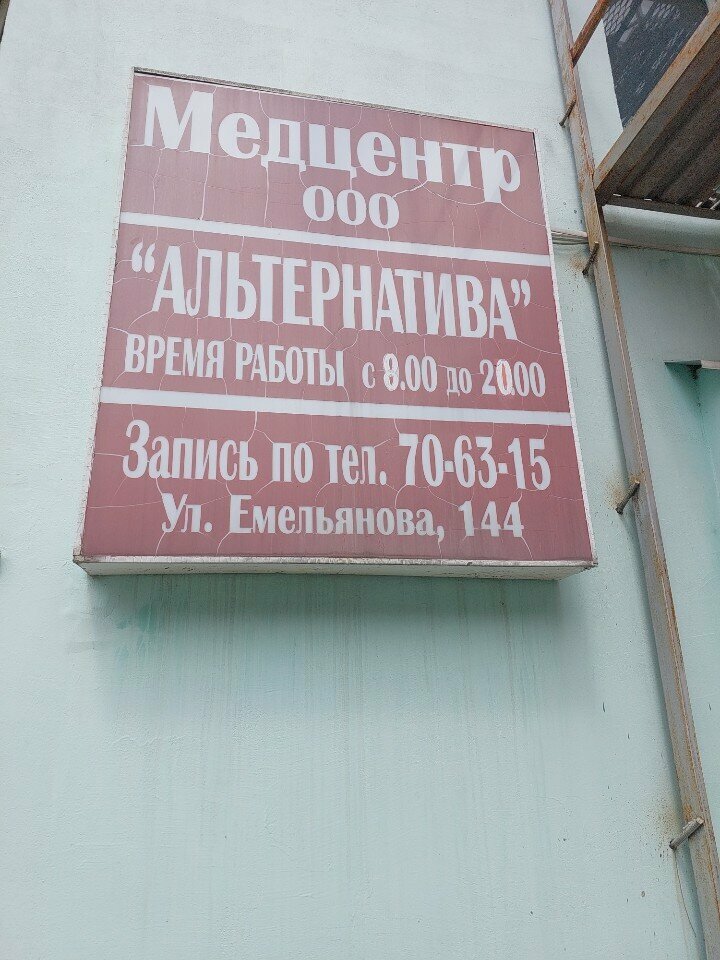 Медцентр
ООО
“АЛЬТЕРНАТИВА”
ВРЕМЯ РАБОТЫ с 8.00 до 20.00
Запись по тел. 70-63-15
Ул. Емельянова, 144